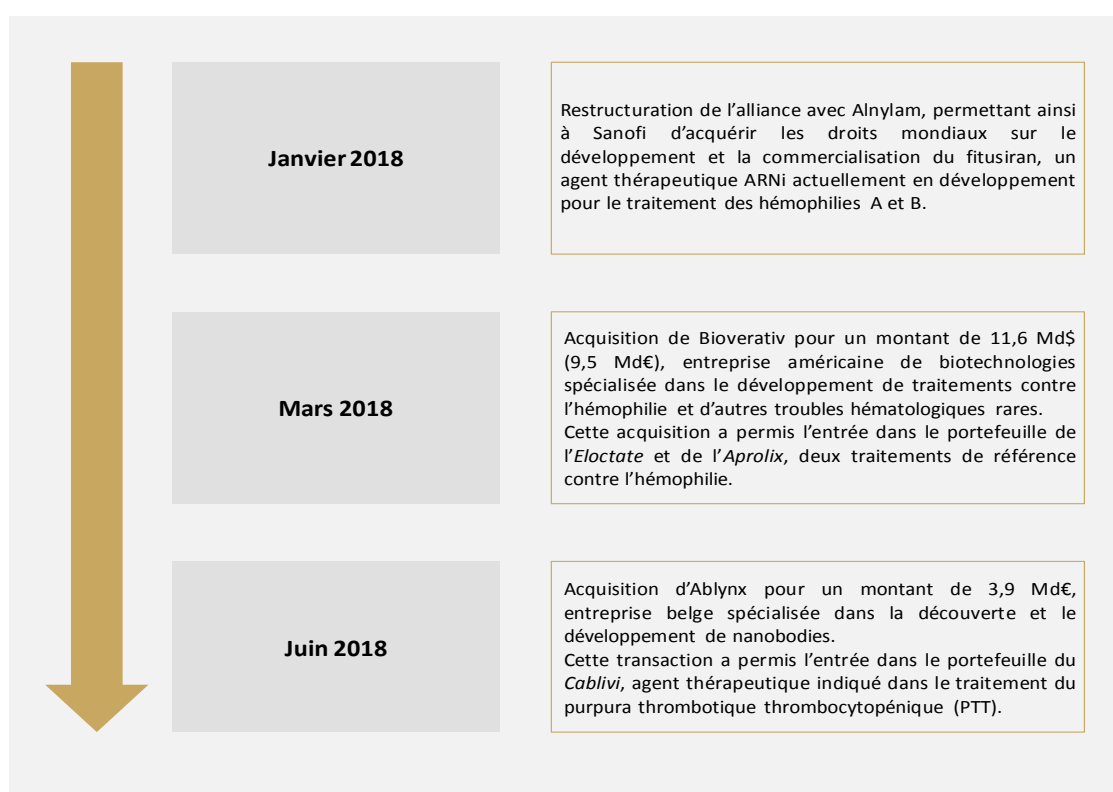 Janvier 2018
Restructuration de l’alliance avec Alnylam, permettant ainsi
à Sanofi d’acquérir les droits mondiaux sur le
développement et la commercialisation du fitusiran, un
agent thérapeutique ARNi actuellement en développement
pour le traitement des hémophilies A et B.
Mars 2018
Acquisition de Bioverativ pour un montant de 11,6 Md$
(9,5 Md€), entreprise américaine de biotechnologies
spécialisée dans le développement de traitements contre
l’hémophilie et d’autres troubles hématologiques rares.
Cette acquisition a permis l’entrée dans le portefeuille de
l’Eloctate et de l’Aprolix, deux traitements de référence
contre l’hémophilie.
Juin 2018
Acquisition d’Ablynx pour un montant de 3,9 Md€,
entreprise belge spécialisée dans la découverte et le
développement de nanobodies.
Cette transaction a permis l’entrée dans le portefeuille du
Cablivi, agent thérapeutique indiqué dans le traitement du
purpura thrombotique thrombocytopénique (PTT).